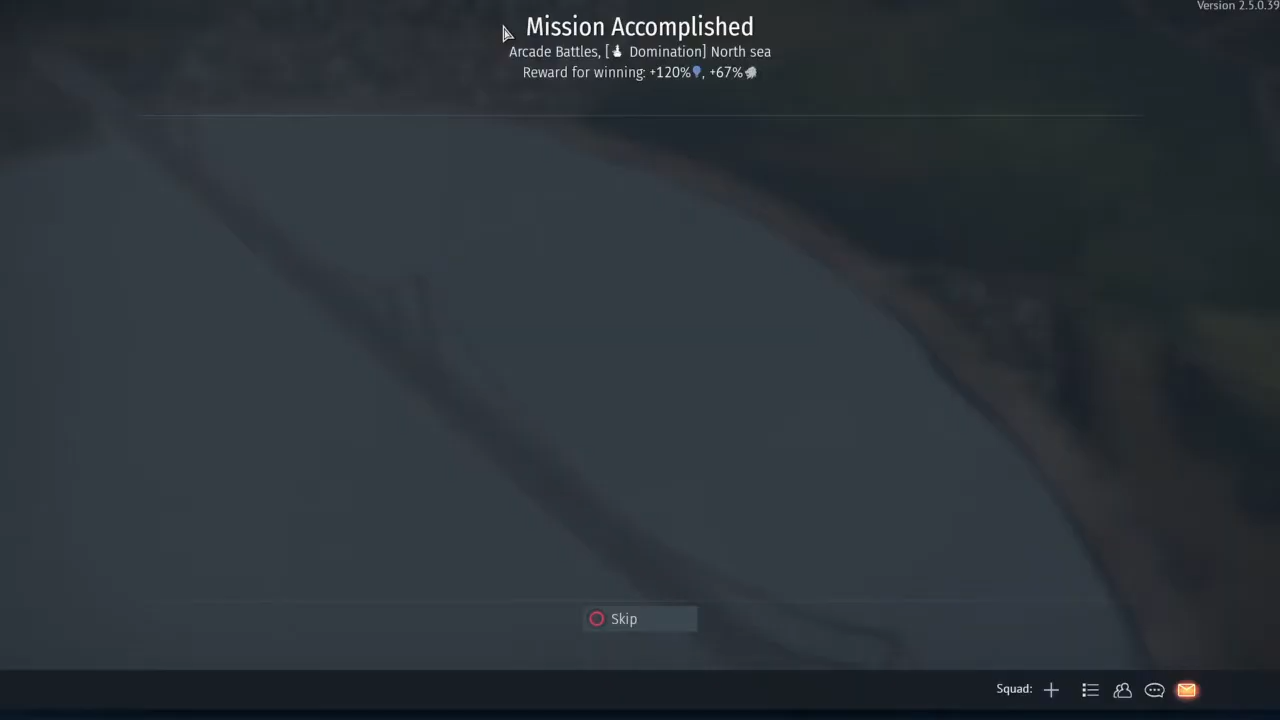 Version 2.5.0.39
Mission Accomplished
Arcade Battles, [ Domination] North sea
Reward for winning: +120%, +67%
Skip
Squad: